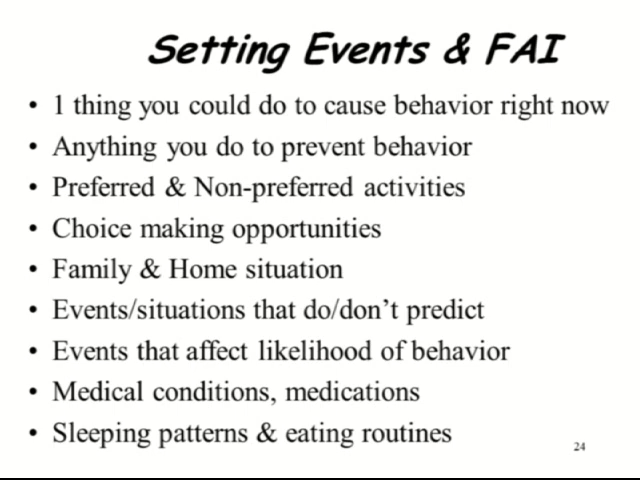 Setting Events & FAI
• 1 thing you could do to cause behavior right now
• Anything you do to prevent behavior
• Preferred & Non-preferred activities
• Choice making opportunities
• Family & Home situation
• Events/situations that do/don't predict
• Events that affect likelihood of behavior
• Medical conditions, medications
• Sleeping patterns & eating routines
24